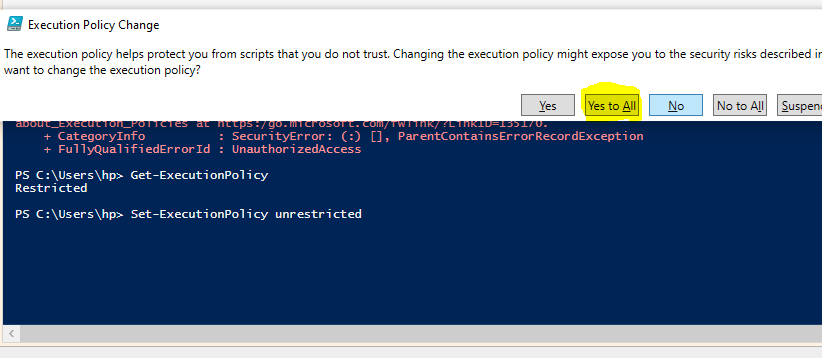 Execution Policy Change
The execution policy helps protect you from scripts that you do not trust. Changing the execution policy might expose you to the security risks described in
want to change the execution policy?
Yes
Yes to All
No
No to All
Suspend
about_Execution_Policies at https:/go.microsoft.com/fwlink/?LinkID=135170.
+ CategoryInfo : SecurityError: (:) [], ParentContainsErrorRecordException
+ FullyQualifiedErrorId : UnauthorizedAccess
PS C:\Users\hp> Get-ExecutionPolicy
Restricted
PS C:\Users\hp> Set-ExecutionPolicy unrestricted